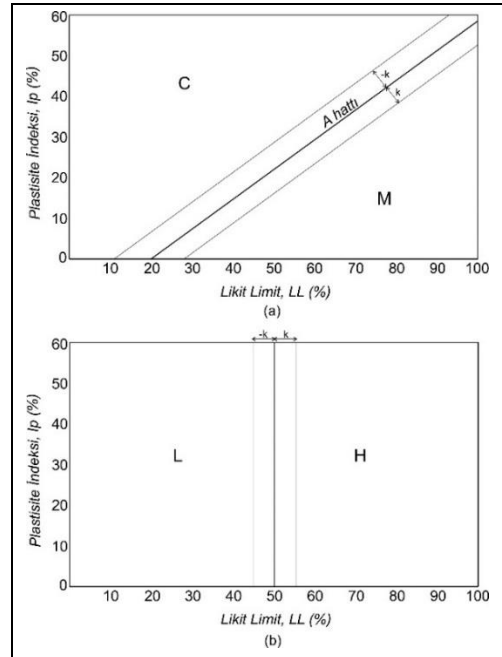 60
50
40
30
20
10
0
Plastisite İndeksi, Ip (%)
C
A hattı
-k
k
M
10 20 30 40 50 60 70 80 90 100
Likit Limit, LL (%)
(a)
-k k
60
50
40
30
20
10
0
Plastisite İndeksi, Ip (%)
L
H
10 20 30 40 50 60 70 80 90 100
Likit Limit, LL (%)
(b)